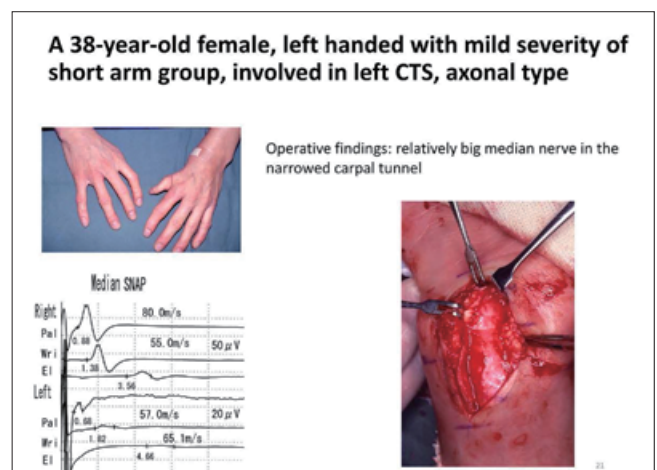 A 38-year-old female, left handed with mild severity of
short arm group, involved in left CTS, axonal type
Operative findings: relatively big median nerve in the
narrowed carpal tunnel
Median SNAP
Right
80.0m/s
Pal
0.88
55.0m/s 50μV
Wri
1.38
El
3.56
Left
57.0m/s 20μV
Pal
0.68
1.82
65.1m/s
Wri
4.66
El
21